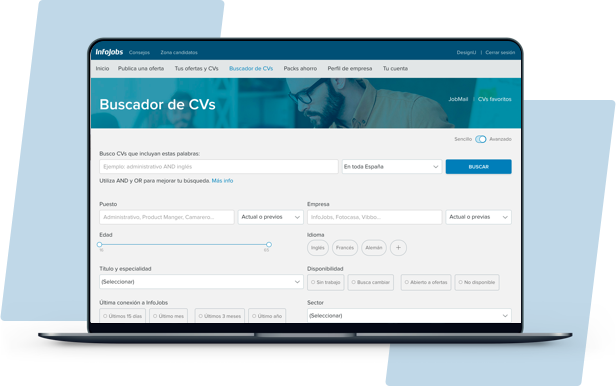 InfoJobs Consejos Zona candidatos DesignU | Cerrar sesión
Inicio Publica una oferta Tus ofertas y CVs Buscador de CVs Packs ahorro Perfil de empresa Tu cuenta
Buscador de CVs
JobMail | CVs favoritos
Sencillo Avanzado
Busco CVs que incluyan estas palabras:
Ejemplo: administrativo AND inglés En toda España BUSCAR
Utiliza AND y OR para mejorar tu búsqueda. Más info
Puesto Empresa
Administrativo, Product Manger, Camarero... Actual o previos InfoJobs, Fotocasa, Vibbo... Actual o previas
Edad Idioma
Inglés Francés Alemán +
Título y especialidad Disponibilidad
(Seleccionar) Sin trabajo Busca cambiar Abierto a ofertas No disponible
Última conexión a InfoJobs Sector
Últimos 15 días Último mes Últimos 3 meses Último año (Seleccionar)